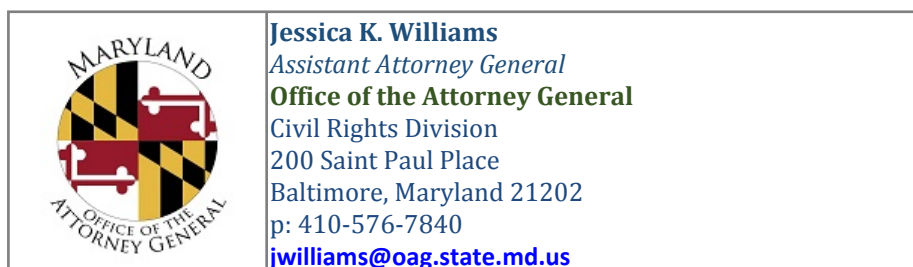 MARYLAND
OFFICE OF THE
ATTORNEY GENERAL
Jessica K. Williams
Assistant Attorney General
Office of the Attorney General
Civil Rights Division
200 Saint Paul Place
Baltimore, Maryland 21202
p: 410-576-7840
jwilliams@oag.state.md.us